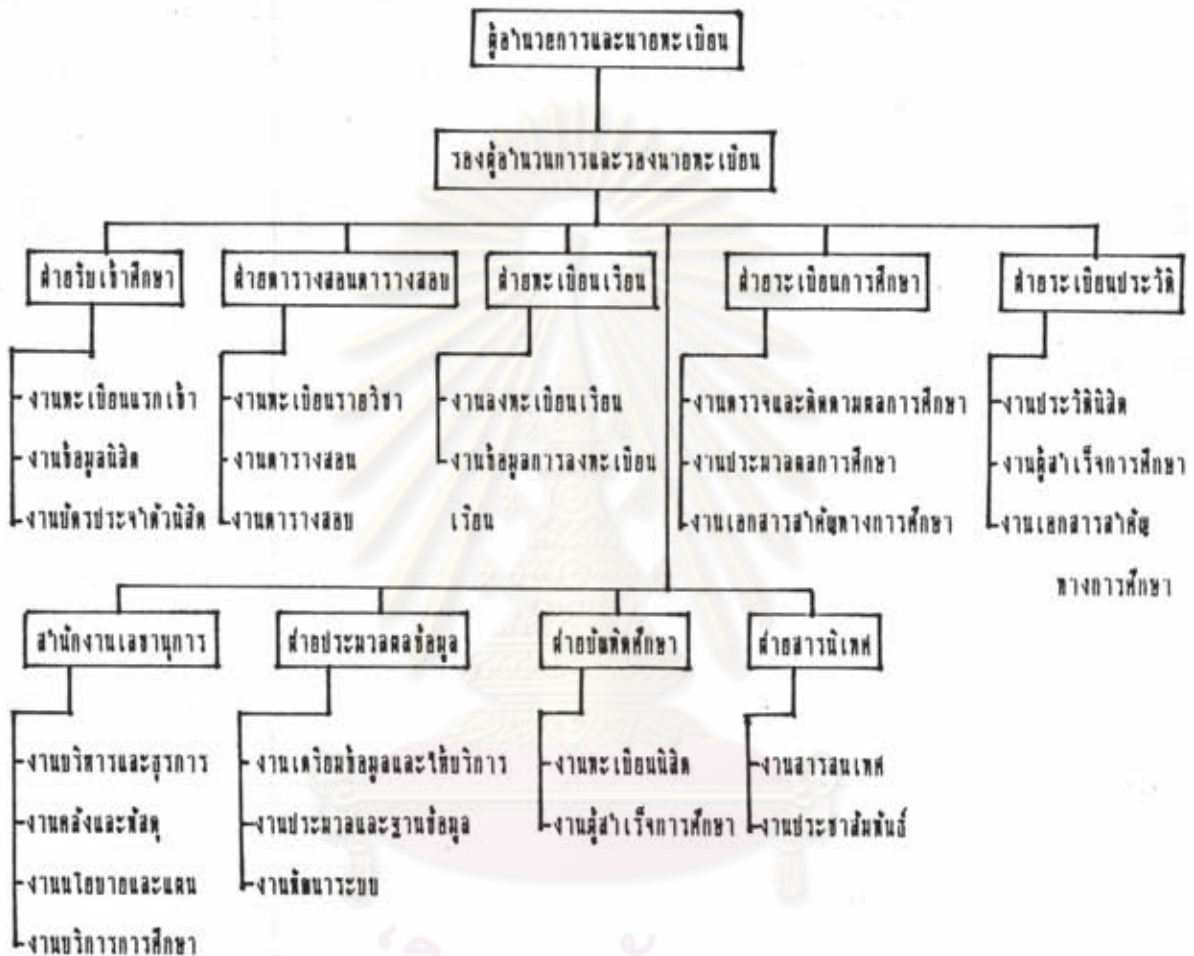 ผู้อำนวยการและนายทะเบียน
รองผู้อำนวนการและรองนายทะเบียน
ฝ่ายรับเข้าศึกษา
ฝ่ายตารางสอนตารางสอบ
ฝ่ายทะเบียนเรียน
ฝ่ายระเบียนการศึกษา
ฝ่ายระเบียนประวัติ
-งานทะเบียนแรกเข้า
-งานข้อมูลนิสิต
-งานบัตรประจำตัวนิสิต
-งานทะเบียนรายวิชา
-งานตารางสอน
-งานตารางสอบ
-งานลงทะเบียนเรียน
-งานข้อมูลการลงทะเบียน
เรียน
-งานตรวจและติดตามผลการศึกษา
-งานประมวลผลการศึกษา
-งานเอกสารสำคัญทางการศึกษา
-งานประวัตินิสิต
-งานผู้สำเร็จการศึกษา
-งานเอกสารสำคัญ
ทางการศึกษา
สำนักงานเลขานุการ
ฝ่ายประมวลผลข้อมูล
ฝ่ายบัณฑิตศึกษา
ฝ่ายสารนิเทศ
-งานบริหารและธุรการ
-งานคลังและพัสดุ
-งานนโยบายและแผน
-งานบริการการศึกษา
-งานเตรียมข้อมูลและให้บริการ
-งานประมวลและฐานข้อมูล
-งานพัฒนาระบบ
-งานทะเบียนนิสิต
-งานผู้สำเร็จการศึกษา
-งานสารสนเทศ
-งานประชาสัมพันธ์